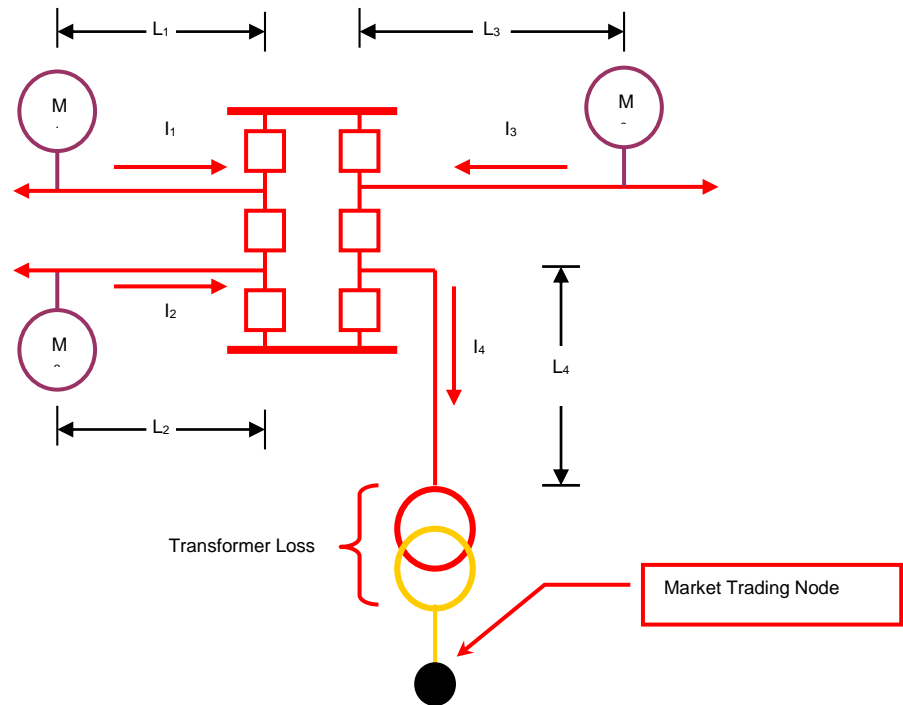 L1
L3
M
M
I1
I3
I2
M
I4
L4
L2
Transformer Loss
Market Trading Node